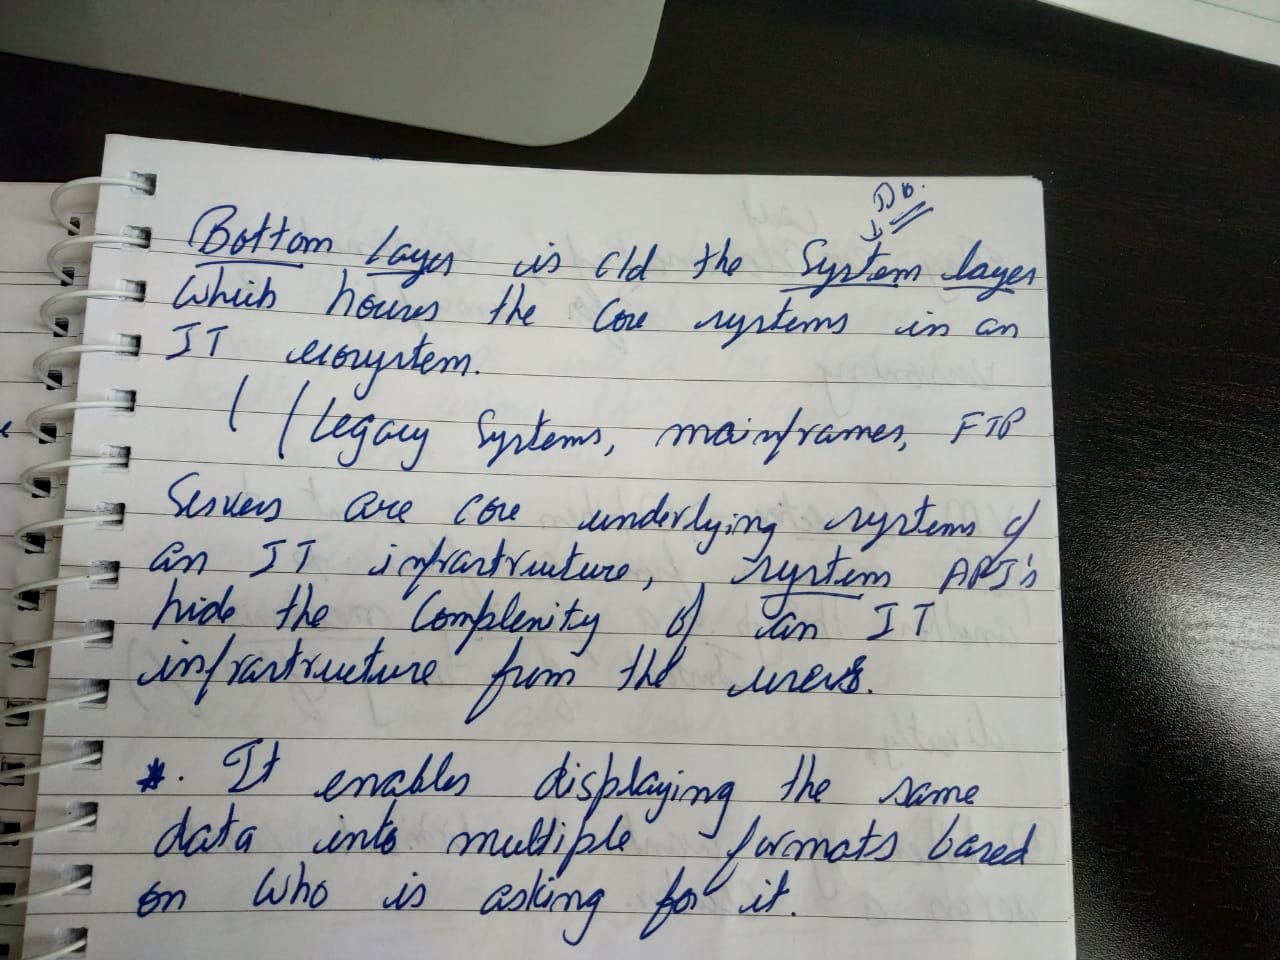 Db.
Bottom layer is cld the System layer
which houses the Core systems in an
IT ecosystem.
( ( Legacy Systems, mainframes, FTP
Servers are core underlying systems of
an IT infrastructure, System API's
hide the Complexity of an IT
infrastructure from the users.
*. It enables displaying the same
data into multiple formats based
on who is asking for it.